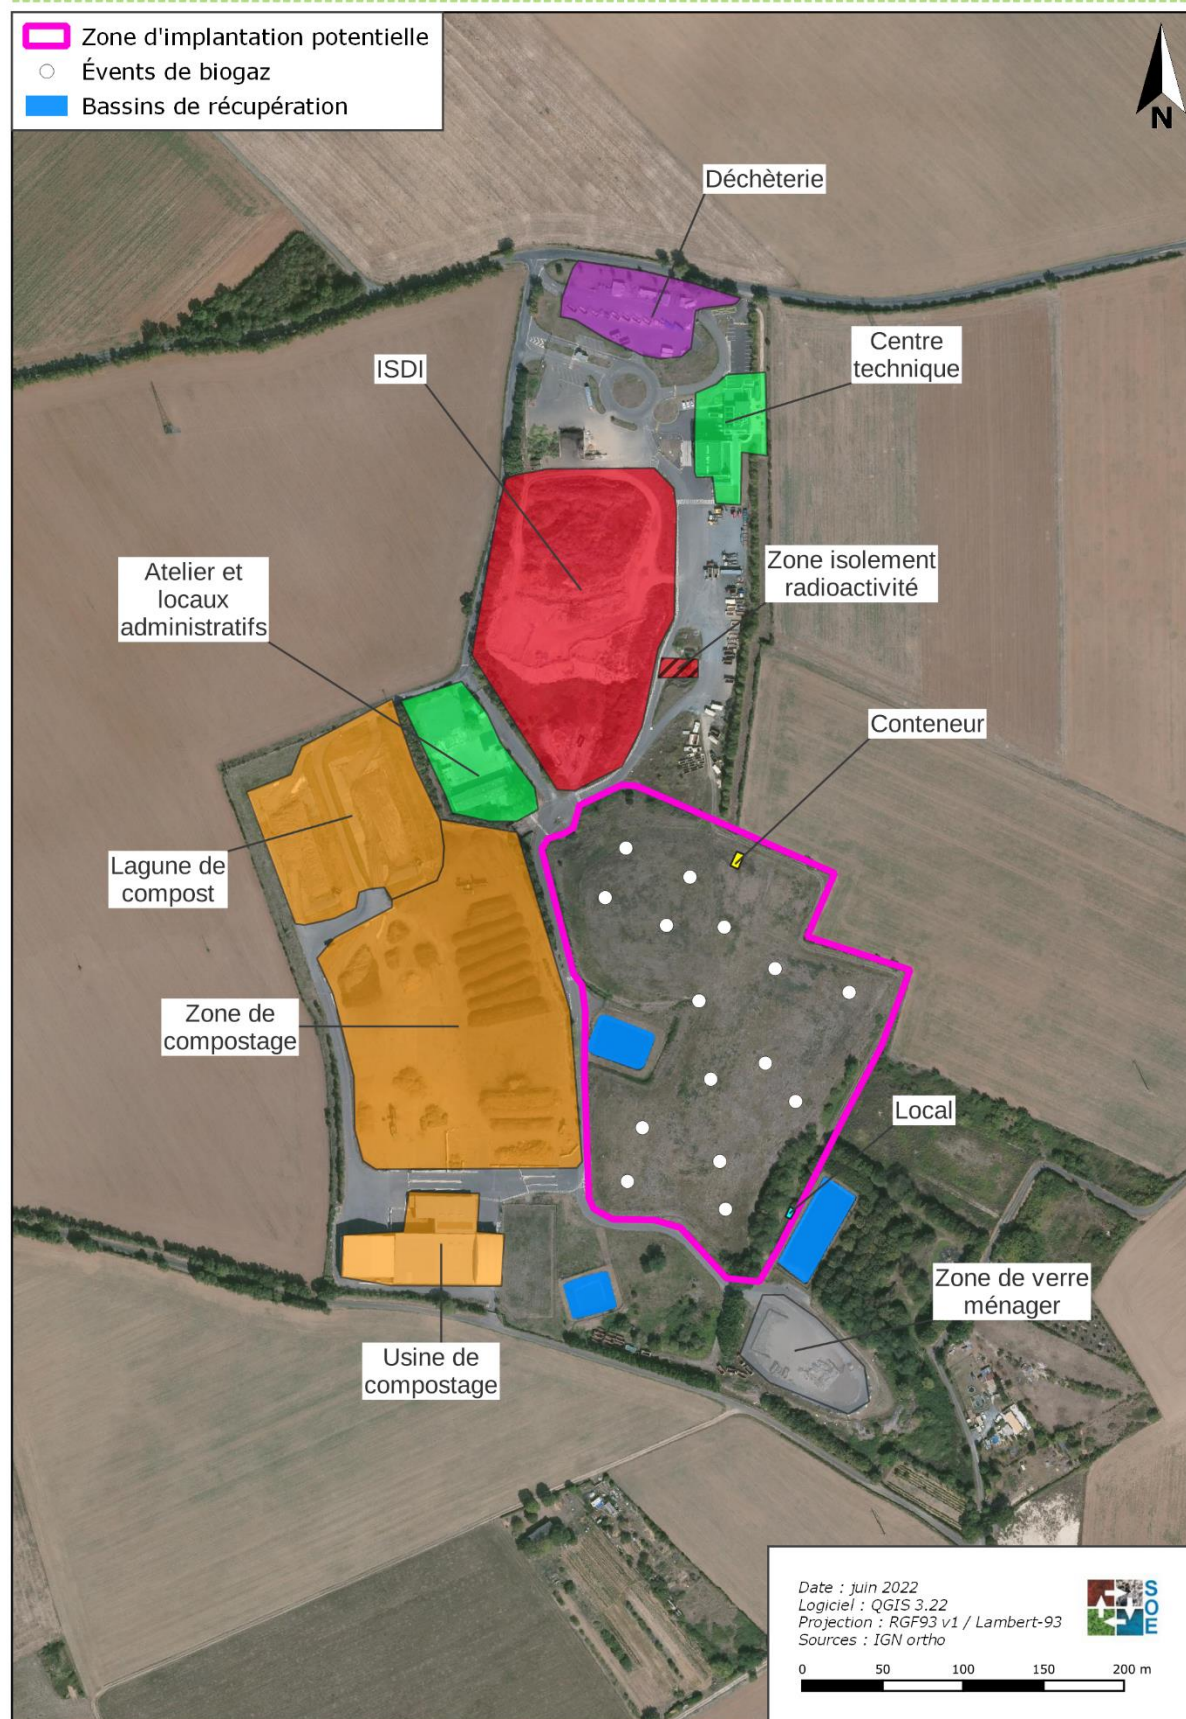 Zone d'implantation potentielle
Évents de biogaz
Bassins de récupération
N
Déchèterie
Centre
technique
ISDI
Zone isolement
radioactivité
Atelier et
locaux
administratifs
Conteneur
Lagune de
compost
Zone de
compostage
Local
Zone de verre
ménager
Usine de
compostage
Date : juin 2022
Logiciel : QGIS 3.22
Projection : RGF93 v1 / Lambert-93
Sources : IGN ortho
SOE
0 50 100 150 200 m